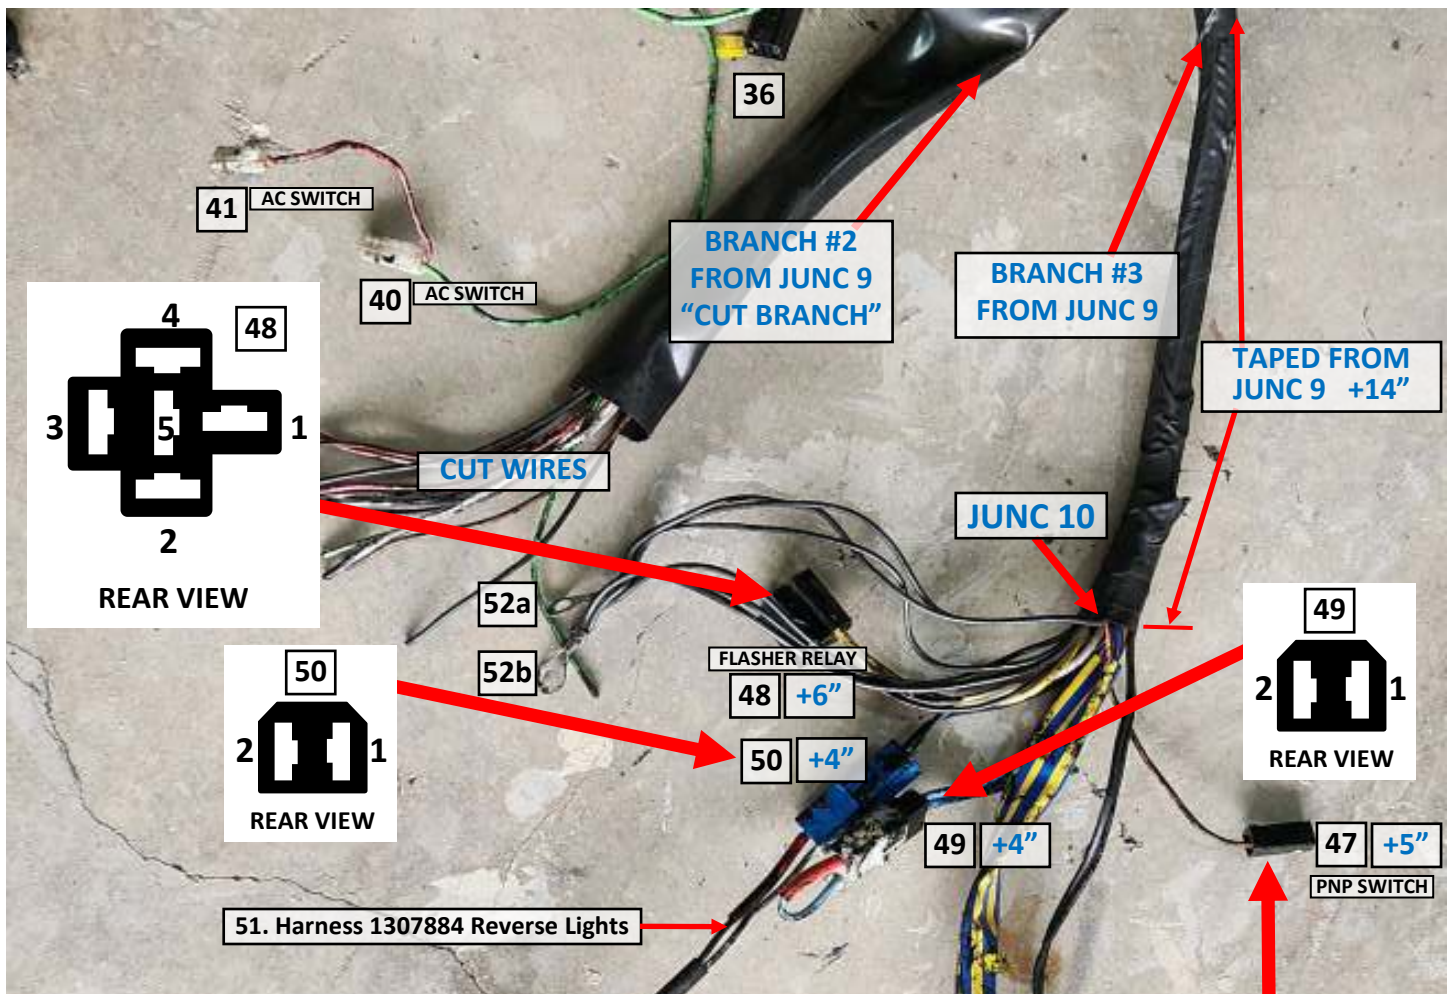 36
41
AC SWITCH
40
AC SWITCH
BRANCH #2
FROM JUNC 9
“CUT BRANCH”
BRANCH #3
FROM JUNC 9
TAPED FROM
JUNC 9 +14”
48
4
3
5
1
2
REAR VIEW
CUT WIRES
JUNC 10
52a
52b
FLASHER RELAY
48 +6”
50 +4”
49
2
1
REAR VIEW
50
2
1
REAR VIEW
49 +4”
47 +5”
PNP SWITCH
51. Harness 1307884 Reverse Lights